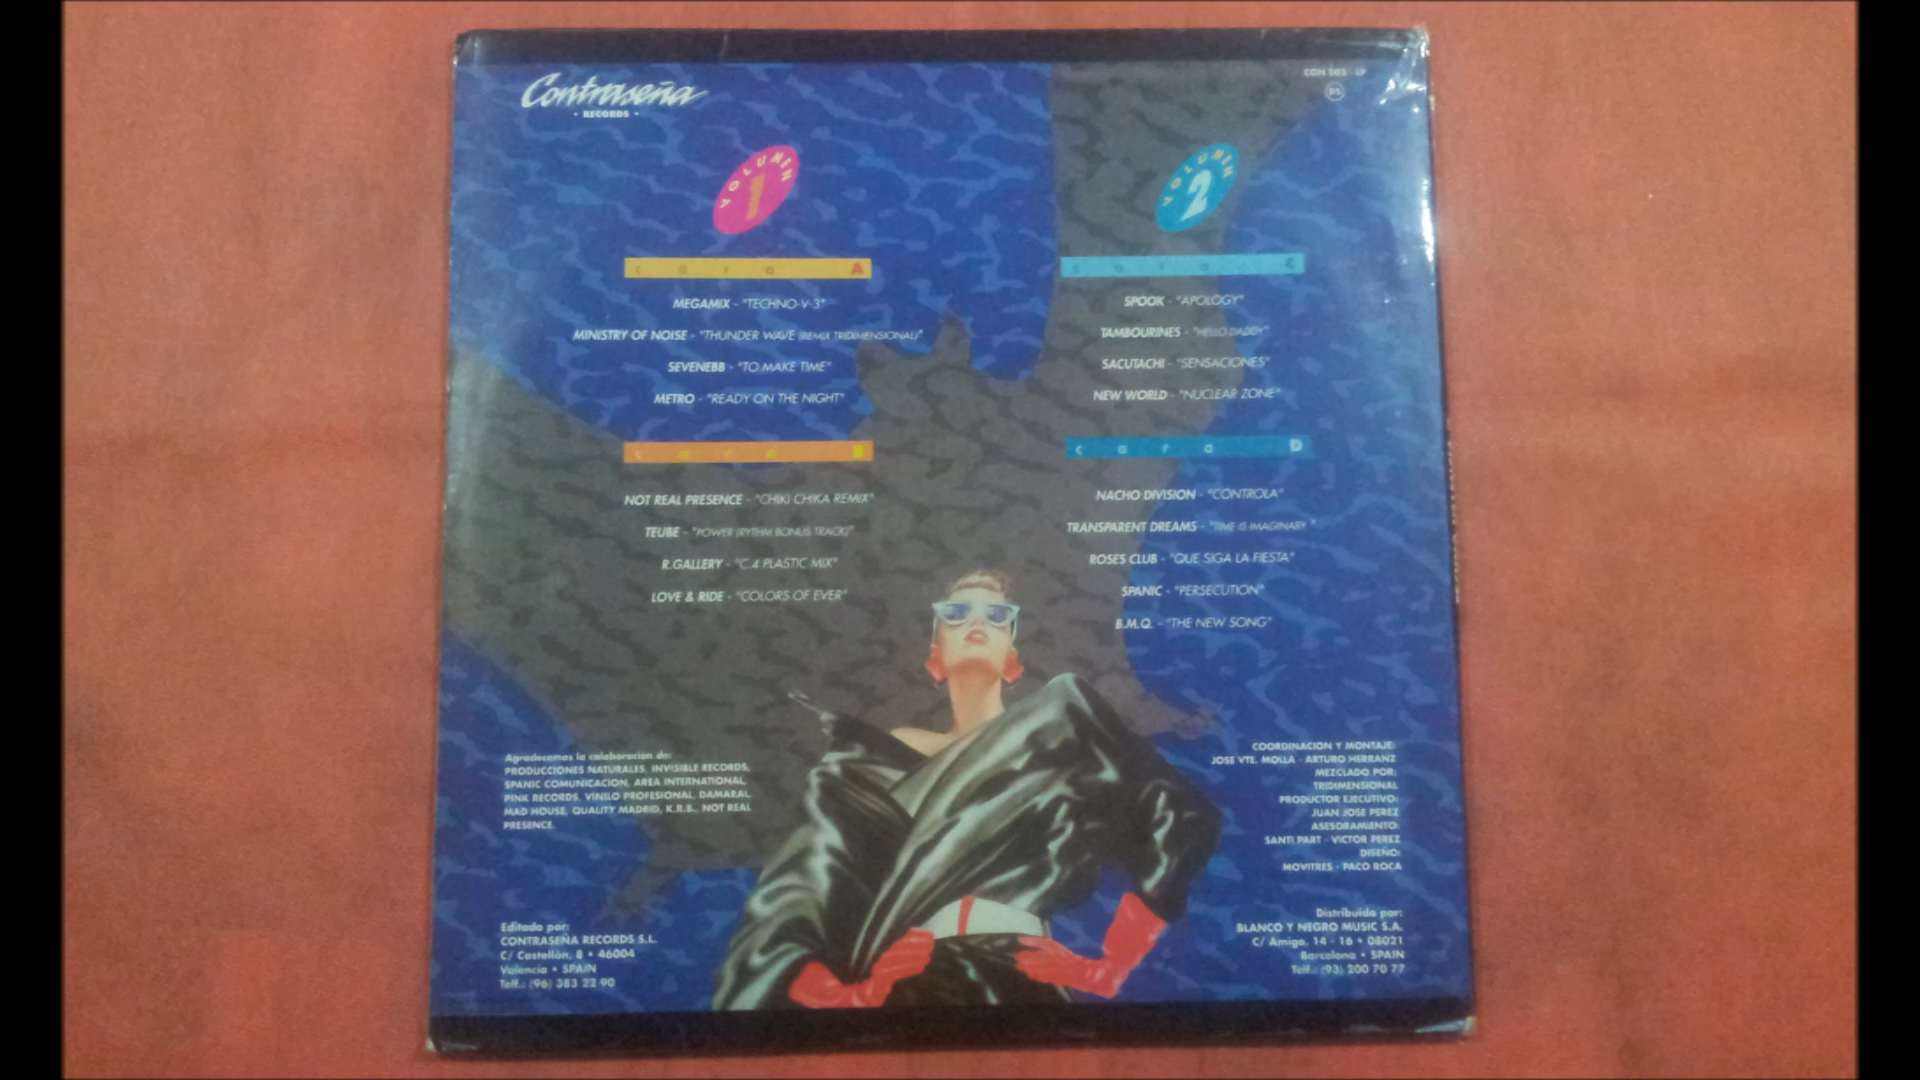 Contraseña
• RECORDS •
CON 005 LP
DS.
VOLUMEN
1
cara A
MEGAMIX - "TECHNO-V-3"
MINISTRY OF NOISE - "THUNDER WAVE (REMIX TRIDIMENSIONAL)"
SEVENEBB - "TO MAKE TIME"
METRO - "READY ON THE NIGHT"
cara B
NOT REAL PRESENCE - "CHIKI CHIKA REMIX"
TEUBE - "POWER (RYTHM BONUS TRACK)"
R.GALLERY - "C.4 PLASTIC MIX"
LOVE & RIDE - "COLORS OF EVER"
VOLUMEN
2
cara C
SPOOK - "APOLOGY"
TAMBOURINES - "HELLO DADDY"
SACUTACHI - "SENSACIONES"
NEW WORLD - "NUCLEAR ZONE"
cara D
NACHO DIVISION - "CONTROLA"
TRANSPARENT DREAMS - "TIME IS IMAGINARY "
ROSES CLUB - "QUE SIGA LA FIESTA"
SPANIC - "PERSECUTION"
B.M.Q. - "THE NEW SONG"
Agradecemos la colaboracion de:
PRODUCCIONES NATURALES, INVISIBLE RECORDS,
SPANIC COMUNICACION, AREA INTERNATIONAL,
PINK RECORDS, VINILO PROFESIONAL, DAMARAL,
MAD HOUSE, QUALITY MADRID, K.R.B., NOT REAL
PRESENCE.
COORDINACION Y MONTAJE:
JOSE VTE. MOLLA - ARTURO HERRANZ
MEZCLADO POR:
TRIDIMENSIONAL
PRODUCTOR EJECUTIVO:
JUAN JOSE PEREZ
ASESORAMIENTO:
SANTI PART - VICTOR PEREZ
DISEÑO:
MOVITRES - PACO ROCA
Editado por:
CONTRASEÑA RECORDS S.L.
C/ Castellón, 8 • 46004
Valencia • SPAIN
Telf.: (96) 383 22 90
Distribuido por:
BLANCO Y NEGRO MUSIC S.A.
C/ Amigo, 14 - 16 • 08021
Barcelona • SPAIN
Telf.: (93) 200 70 77